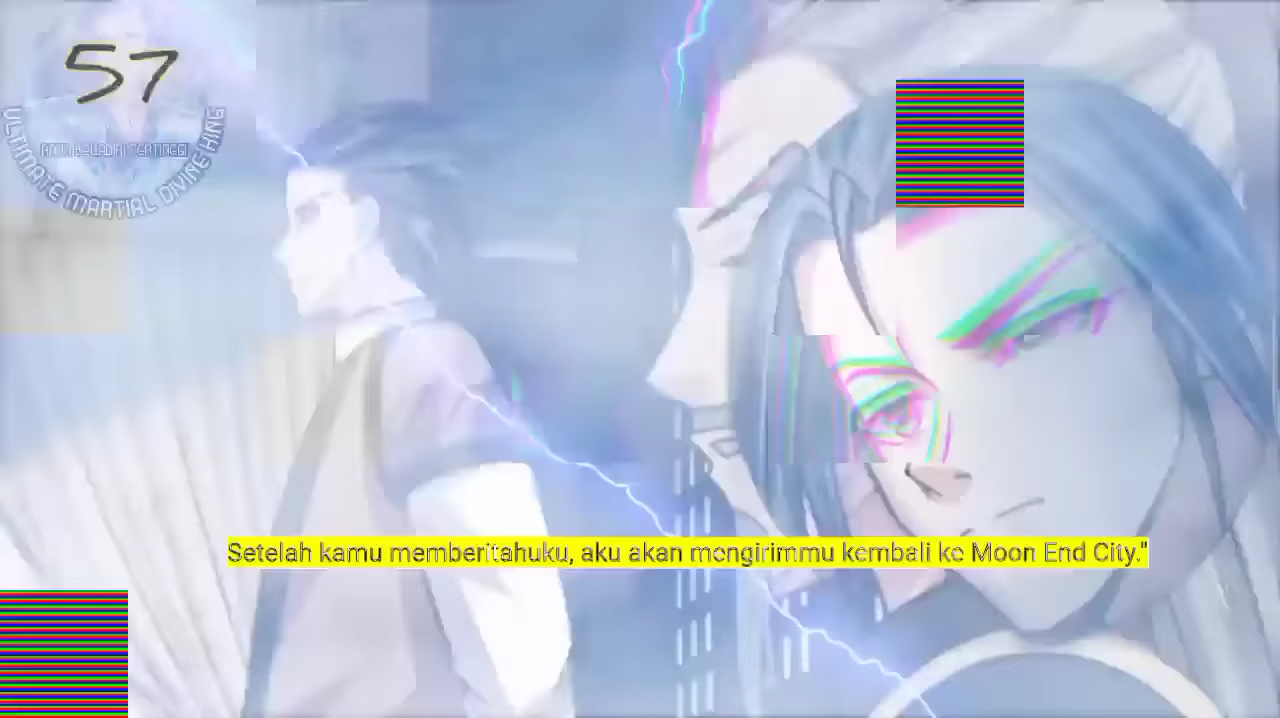 57
ULTIMATE MARTIAL DIVINE KING
Setelah kamu memberitahuku, aku akan mengirimmu kembali ke Moon End City."